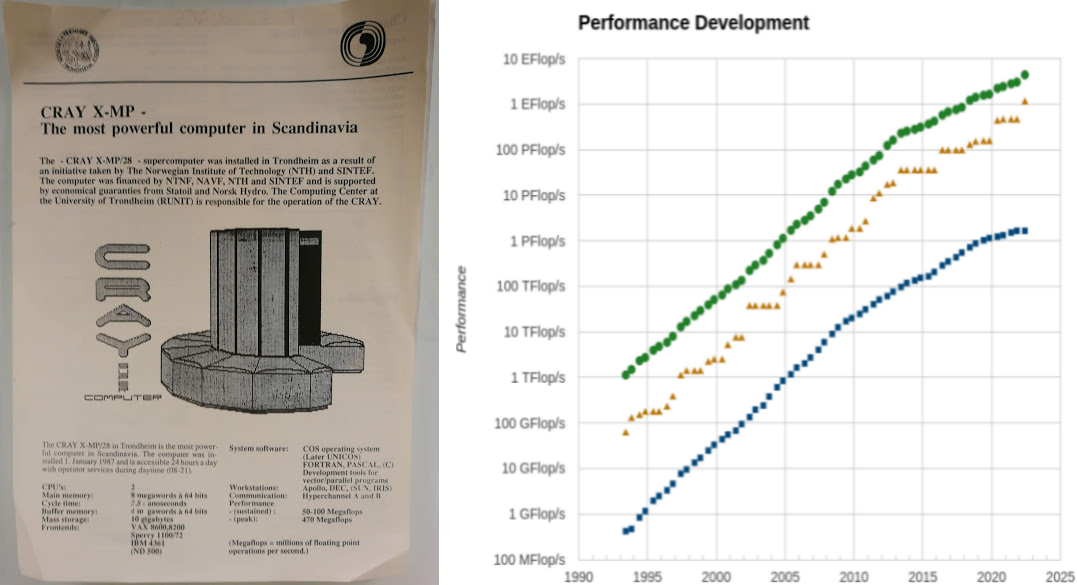 CRAY X-MP -
The most powerful computer in Scandinavia
The - CRAY X-MP/28 - supercomputer was installed in Trondheim as a result of
an initiative taken by The Norwegian Institute of Technology (NTH) and SINTEF.
The computer was financed by NTNF, NAVF, NTH and SINTEF and is supported
by economical guaranties from Statoil and Norsk Hydro. The Computing Center at
the University of Trondheim (RUNIT) is responsible for the operation of the CRAY.
CRAY
COMPUTER
The CRAY X-MP/28 in Trondheim is the most power-
ful computer in Scandinavia. The computer was in-
stalled 1. January 1987 and is accessible 24 hours a day
with operator services during daytime (08-21).
CPU's: 2
Main memory: 8 megawords à 64 bits
Cycle time:
Buffer memory: 4 m gawords à 64 bits
Mass storage: 10 gigabytes
Frontends: VAX 8600,8200
Sperry 1100/72
IBM 4361
(ND 500)
System software: COS operating system
(Later UNICOS)
FORTRAN, PASCAL, (C)
Development tools for
vector/parallel programs
Workstations: Apollo, DEC, (SUN, IRIS)
Communication: Hyperchannel A and B
Performance
- (sustained) : 50-100 Megaflops
- (peak): 470 Megaflops
(Megaflops = millions of floating point
operations per second.)
Performance Development
Performance
10 EFlop/s
1 EFlop/s
100 PFlop/s
10 PFlop/s
1 PFlop/s
100 TFlop/s
10 TFlop/s
1 TFlop/s
100 GFlop/s
10 GFlop/s
1 GFlop/s
100 MFlop/s
1990 1995 2000 2005 2010 2015 2020 2025